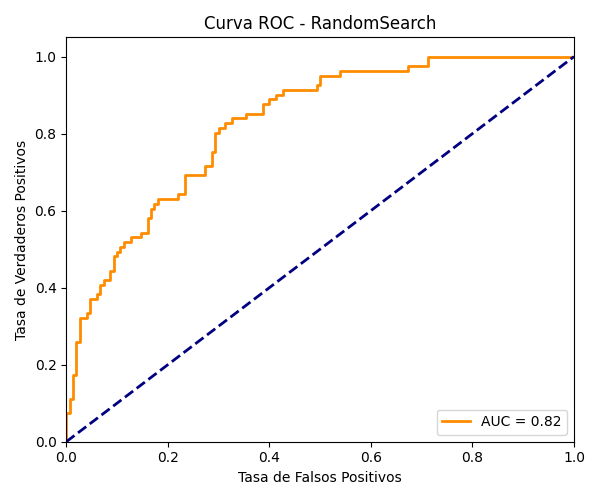 Curva ROC - RandomSearch
Tasa de Verdaderos Positivos
1.0
0.8
0.6
0.4
0.2
0.0
0.0 0.2 0.4 0.6 0.8 1.0
Tasa de Falsos Positivos
AUC = 0.82